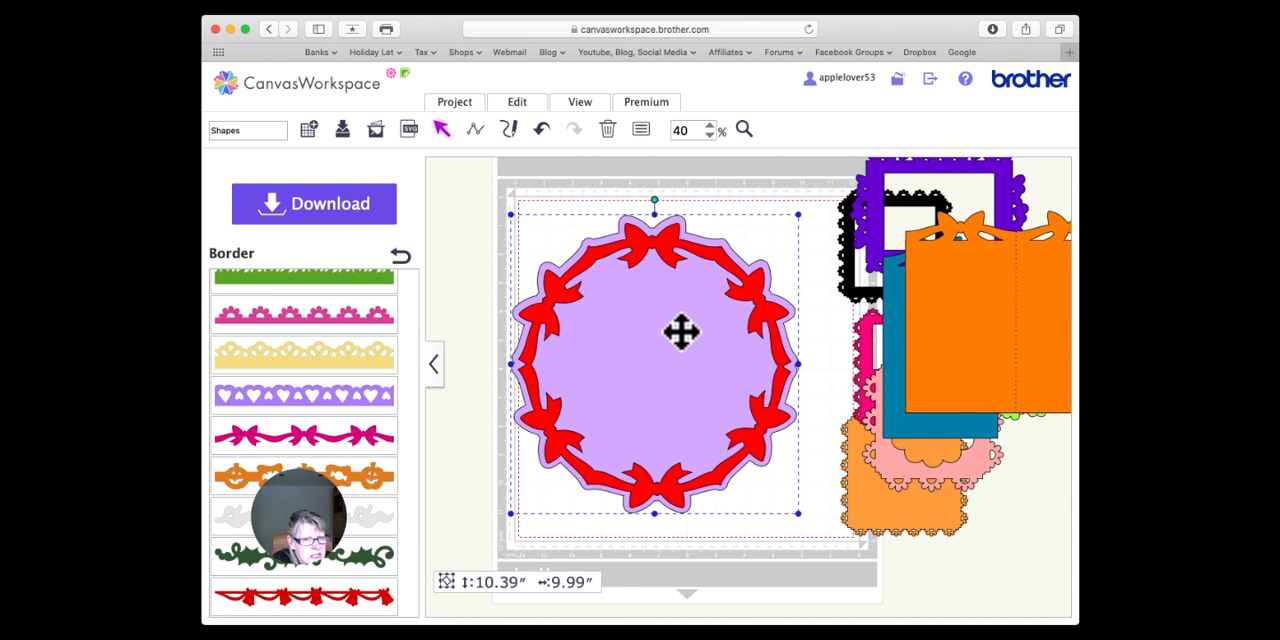 canvasworkspace.brother.com
Banks Holiday Let Tax Shops Webmail Blog Youtube, Blog, Social Media Affiliates Forums Facebook Groups Dropbox Google
CanvasWorkspace
applelover53
brother
Project Edit View Premium
Shapes
SVG
40 %
Download
Border
10.39" 9.99"